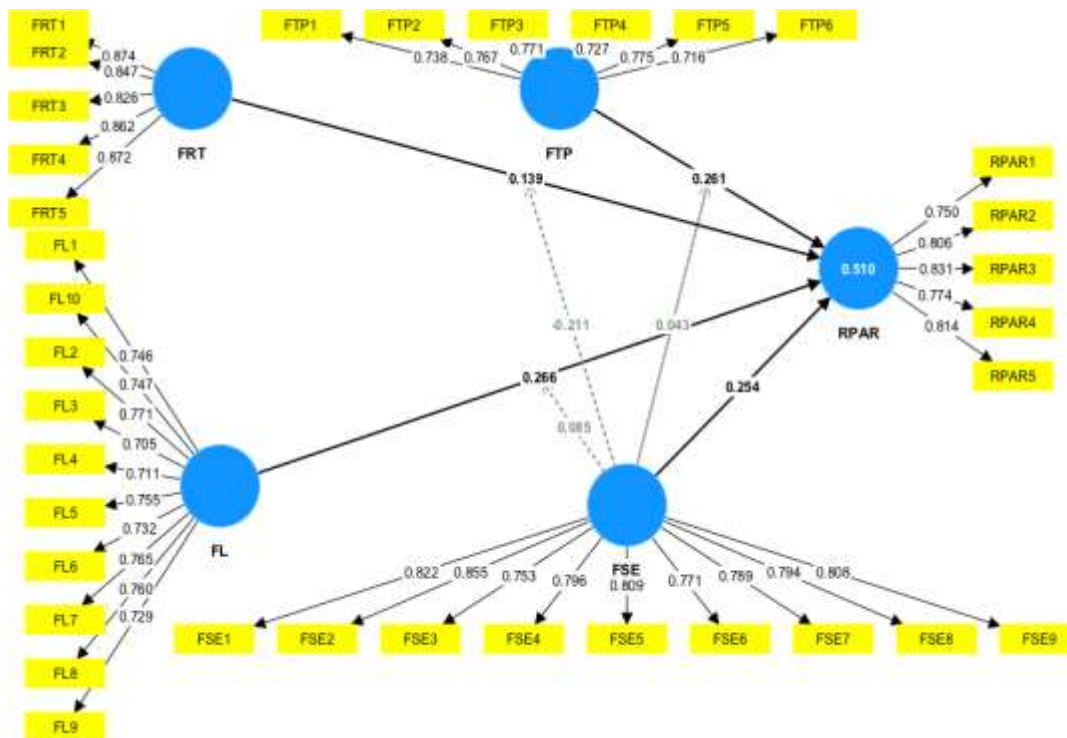 FRT1
FRT2
FRT3
FRT4
FRT5
0.874
0.847
0.826
0.862
0.872
FRT
FTP1
FTP2
FTP3
FTP4
FTP5
FTP6
0.738
0.767
0.771
0.727
0.775
0.716
FTP
0.139
0.261
RPAR1
RPAR2
RPAR3
RPAR4
RPAR5
0.750
0.806
0.831
0.774
0.814
0.510
RPAR
FL1
FL10
FL2
FL3
FL4
FL5
FL6
FL7
FL8
FL9
0.746
0.747
0.771
0.705
0.711
0.755
0.732
0.765
0.760
0.729
FL
-0.211
0.043
0.266
0.254
0.085
FSE
0.822
0.855
0.753
0.796
0.809
0.771
0.789
0.794
0.808
FSE1
FSE2
FSE3
FSE4
FSE5
FSE6
FSE7
FSE8
FSE9